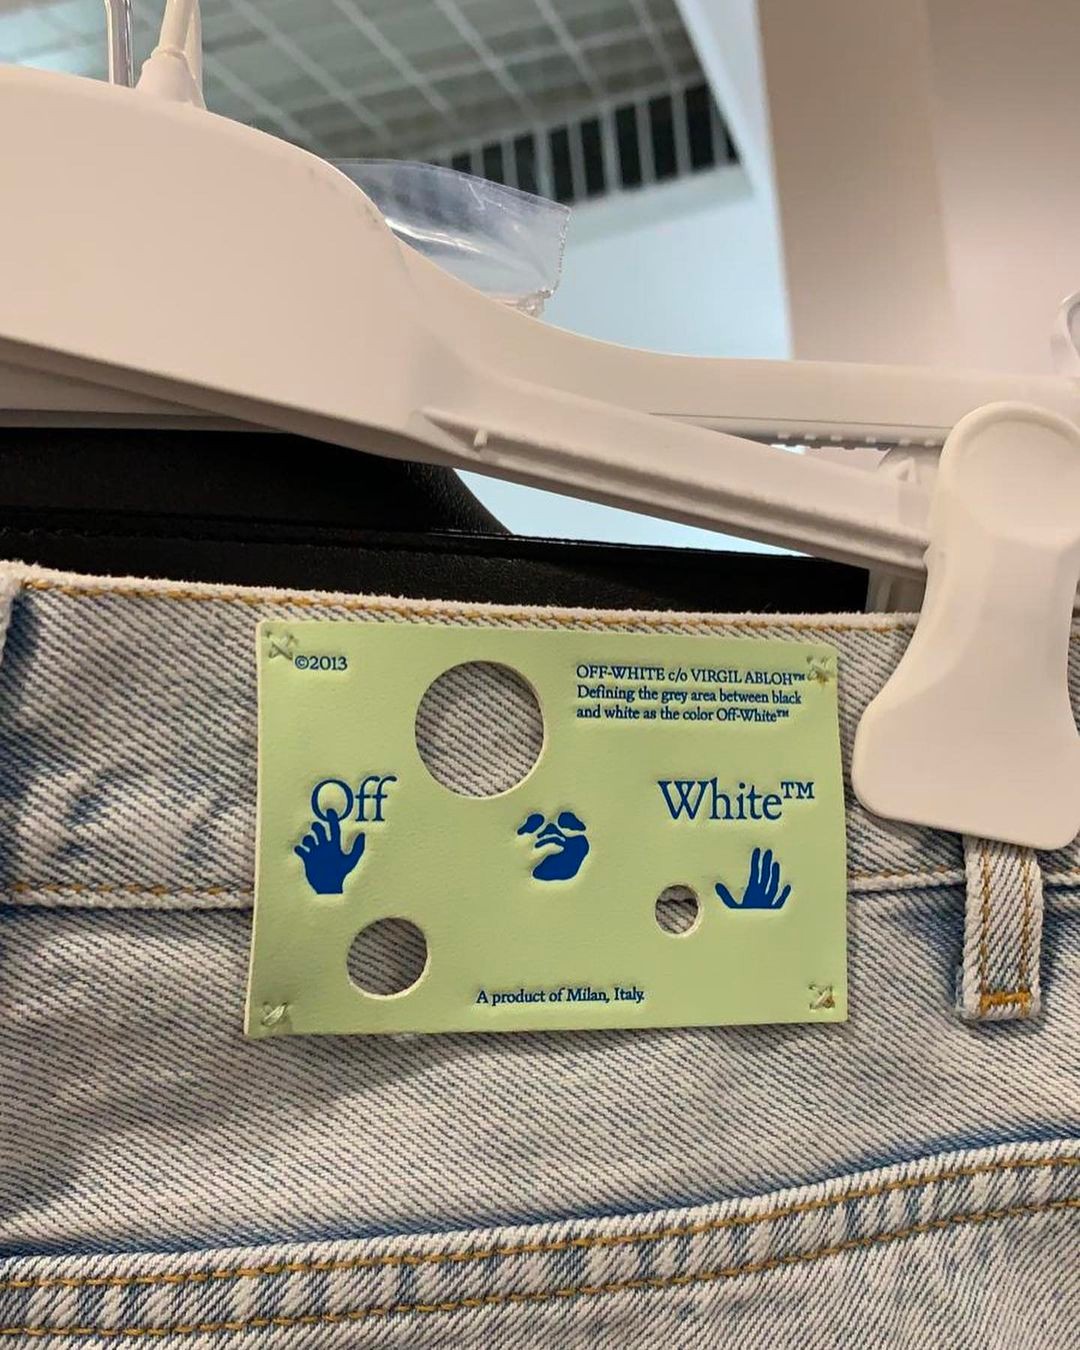 ©2013
OFF-WHITE c/o VIRGIL ABLOH™
Defining the grey area between black
and white as the color Off-White™
Off
White™
A product of Milan, Italy.